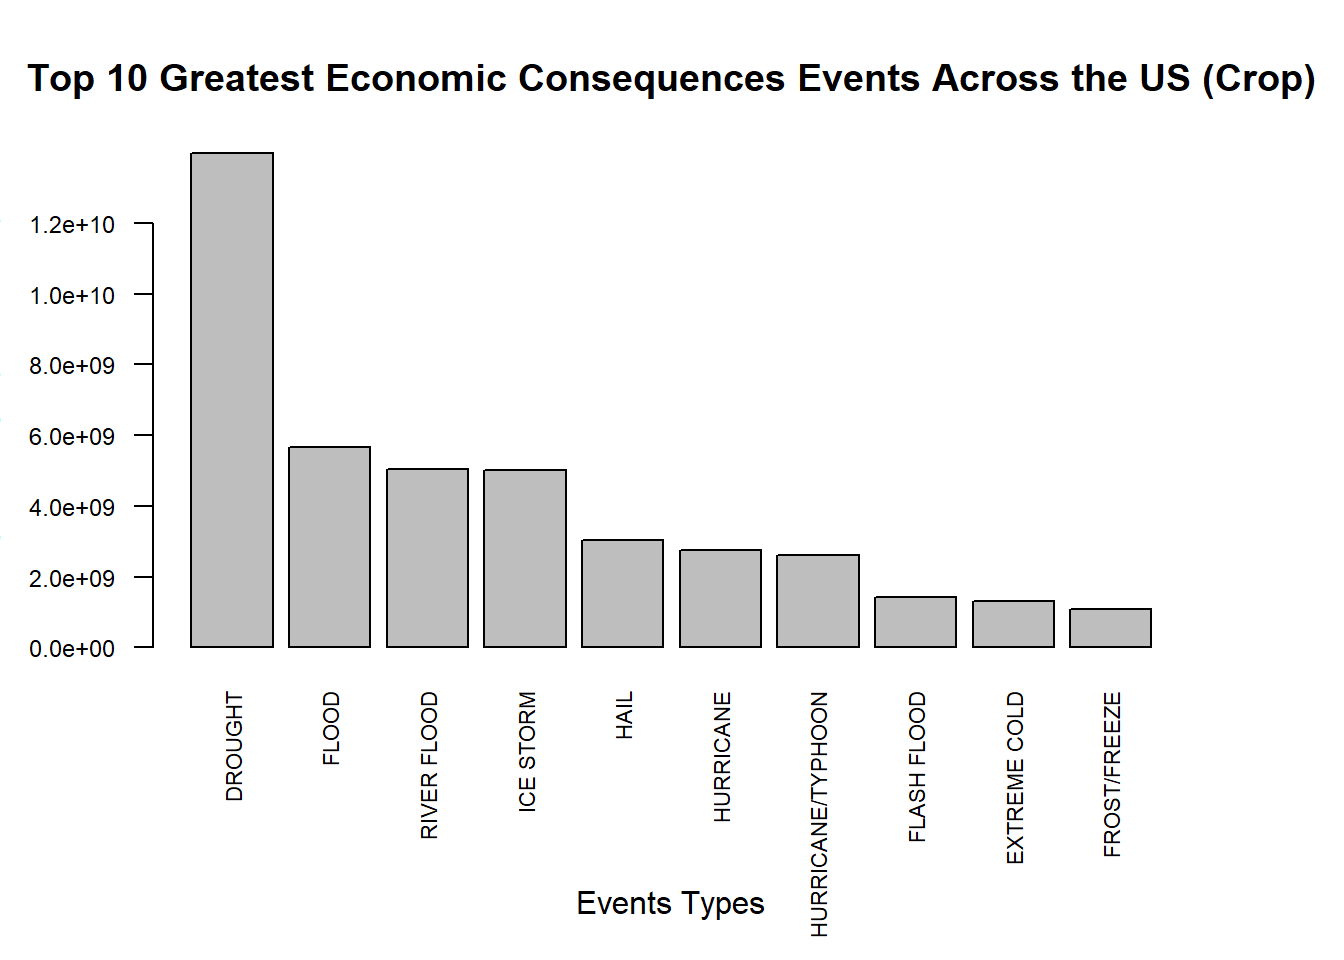 Top 10 Greatest Economic Consequences Events Across the US (Crop)
1.2e+10
1.0e+10
8.0e+09
6.0e+09
4.0e+09
2.0e+09
0.0e+00
DROUGHT
FLOOD
RIVER FLOOD
ICE STORM
HAIL
HURRICANE
HURRICANE/TYPHOON
FLASH FLOOD
EXTREME COLD
FROST/FREEZE
Events Types